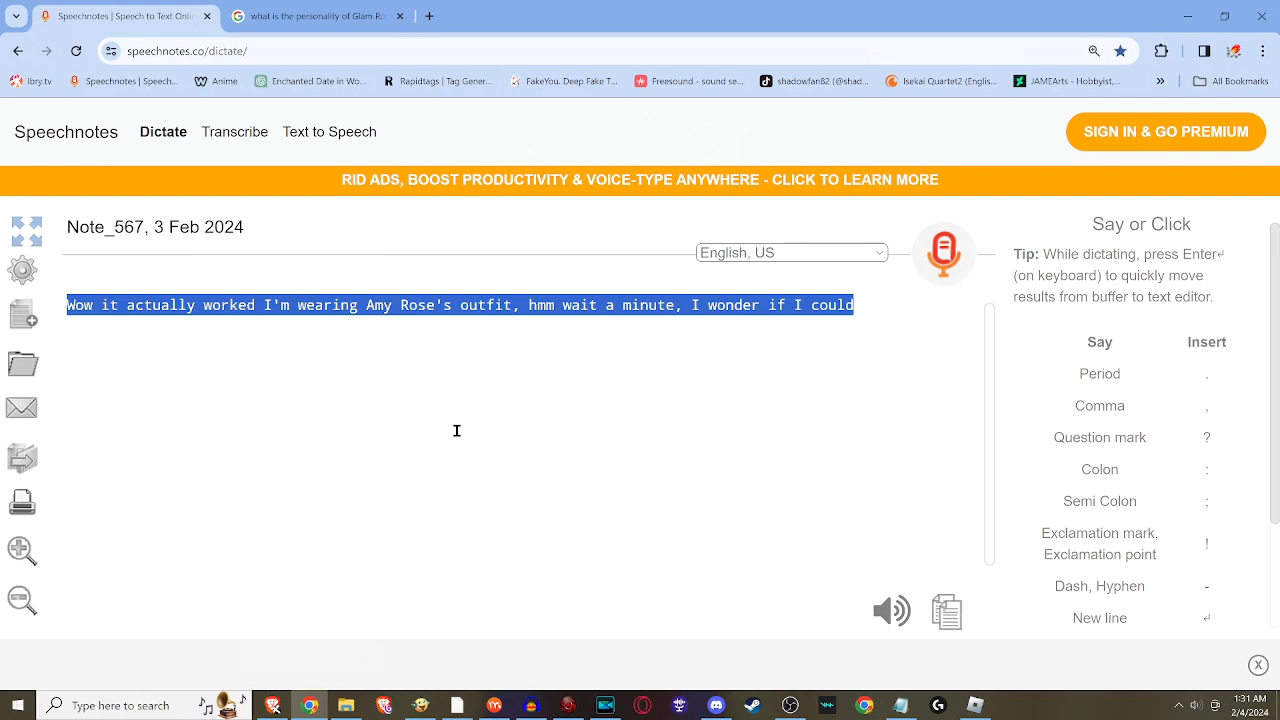 Speechnotes | Speech to Text Onli
what is the personality of Glam Ro
speechnotes.co/dictate/
lbry.tv
Speechnotes | Speech...
Anime
Enchanted Date in Wo...
Rapidtags | Tag Gener...
FakeYou. Deep Fake T...
Freesound - sound se...
shadowfan82 (@shad...
Isekai Quartet2 (Englis...
JAMEArts - Hobbyist,...
»
All Bookmarks
Speechnotes
Dictate
Transcribe
Text to Speech
SIGN IN & GO PREMIUM
RID ADS, BOOST PRODUCTIVITY & VOICE-TYPE ANYWHERE - CLICK TO LEARN MORE
Note_567, 3 Feb 2024
English, US
Wow it actually worked I'm wearing Amy Rose's outfit, hmm wait a minute, I wonder if I could
Say or Click
Tip: While dictating, press Enter↵
(on keyboard) to quickly move
results from buffer to text editor.
Say Insert
Period .
Comma ,
Question mark ?
Colon :
Semi Colon ;
Exclamation mark,
Exclamation point !
Dash, Hyphen -
New line ↵
X
Type here to search
1:31 AM
2/4/2024